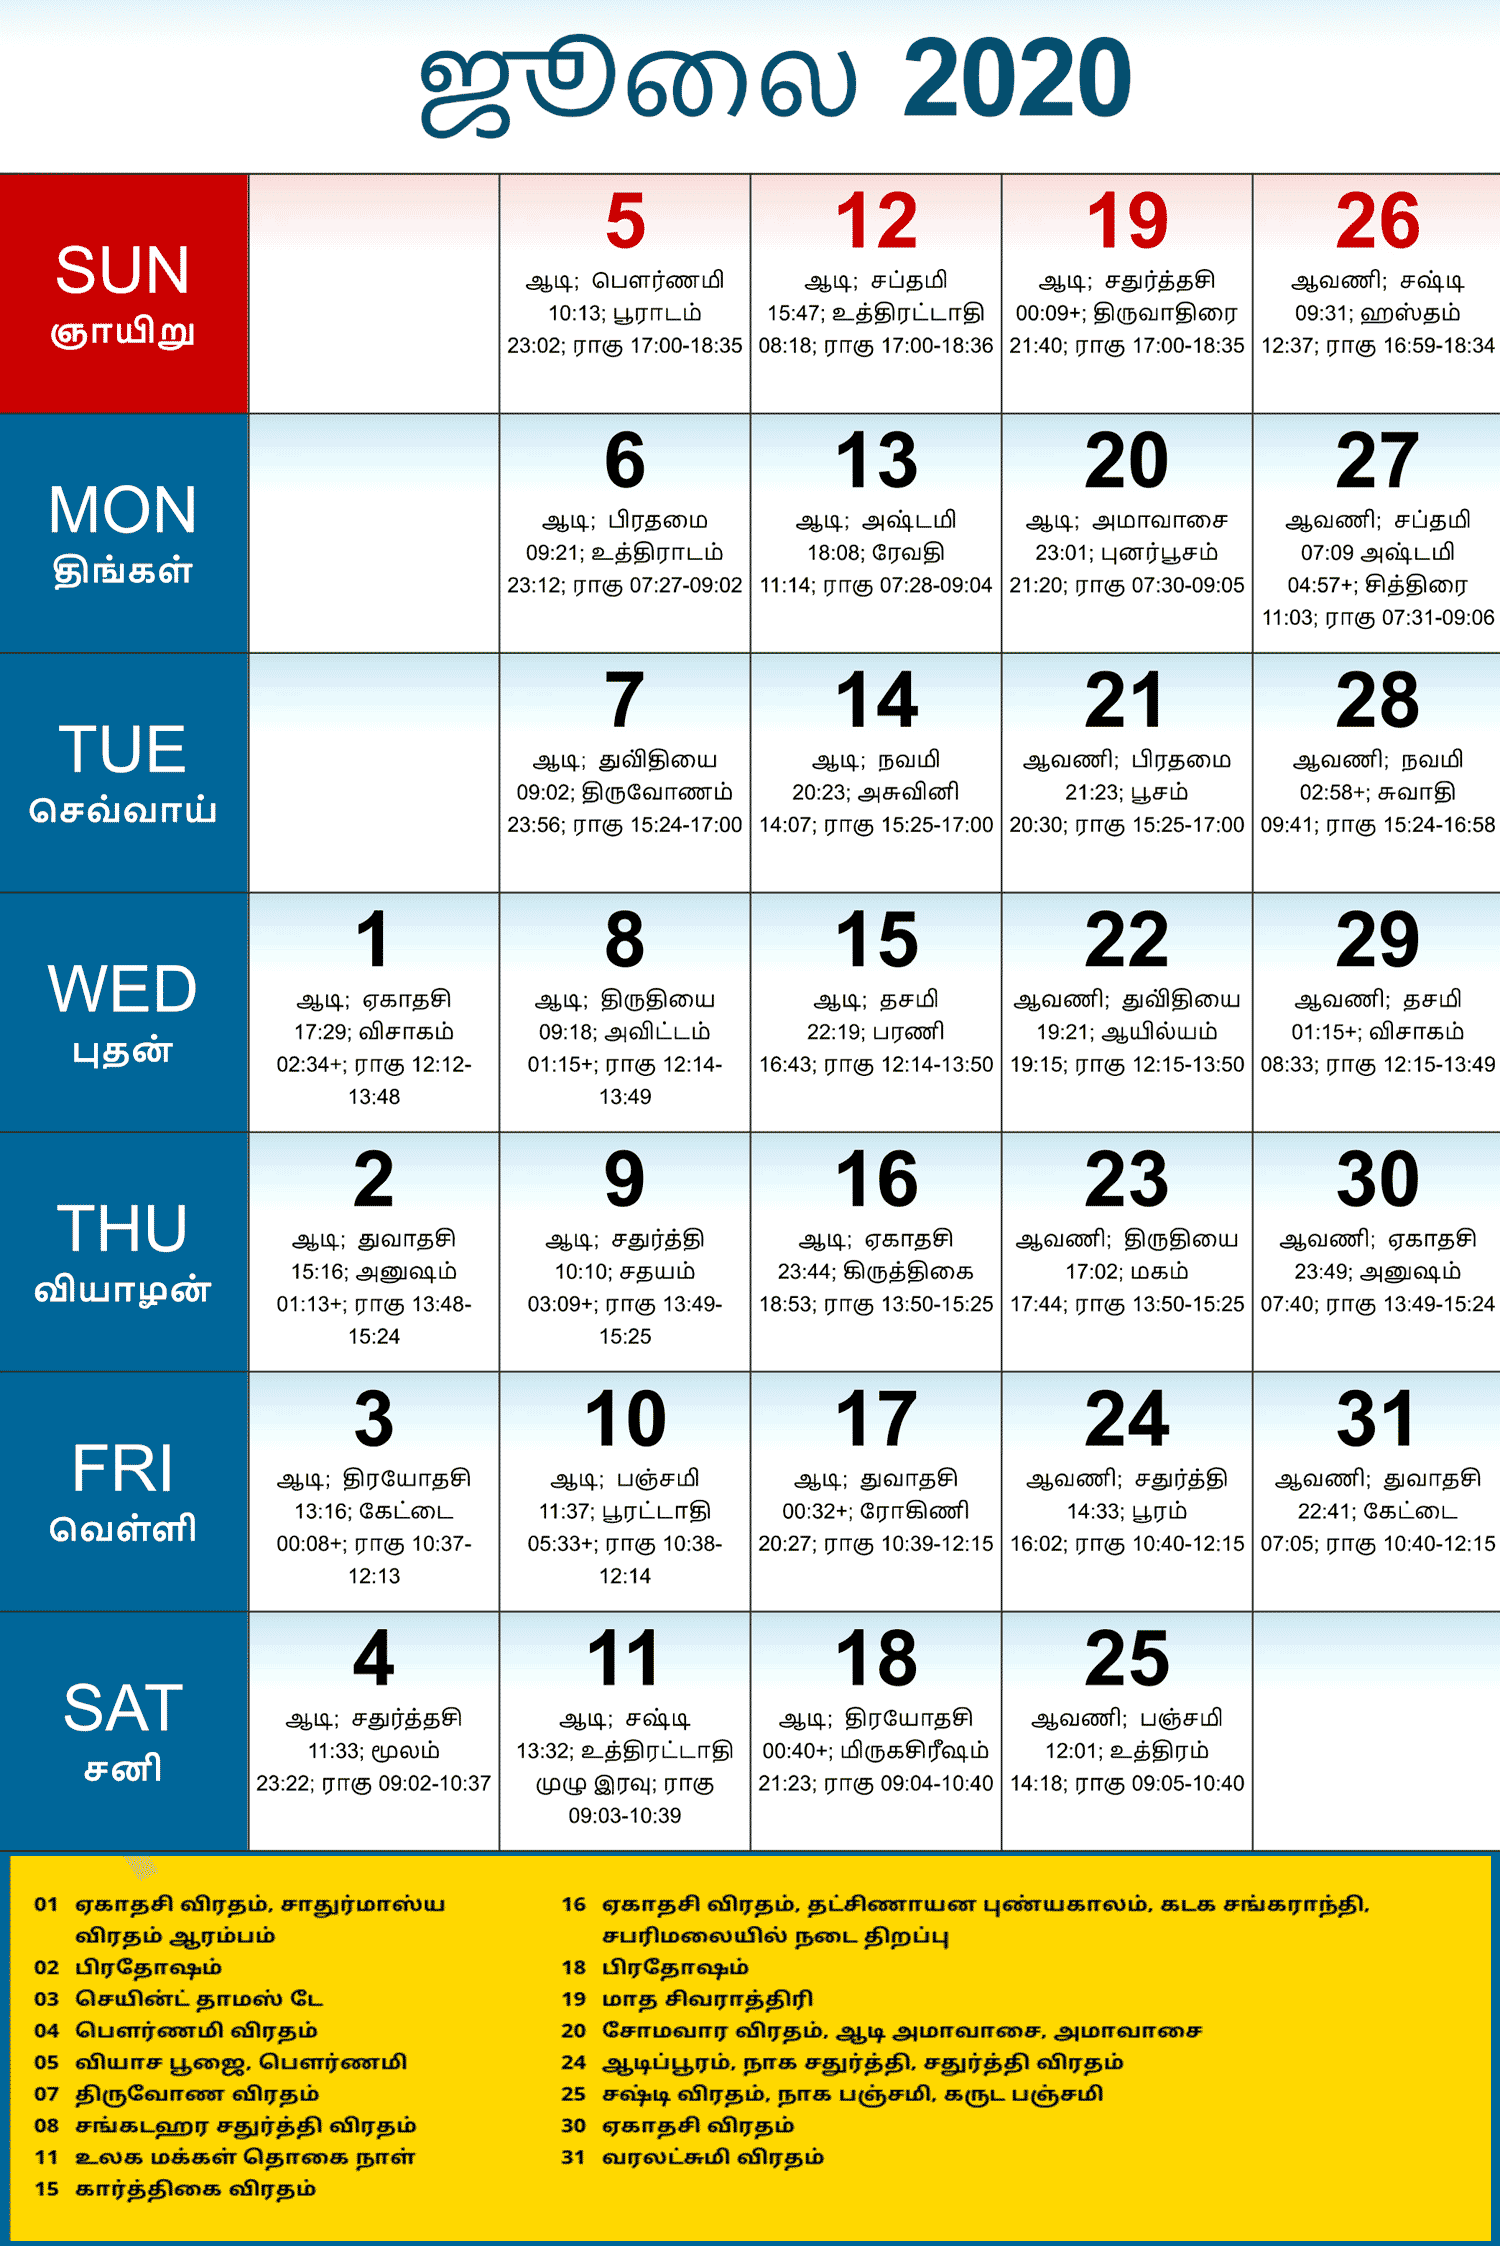 ஜூலை 2020
SUN
ஞாயிறு
5
ஆடி; பௌர்ணமி
10:13; பூராடம்
23:02; ராகு 17:00-18:35
12
ஆடி; சப்தமி
15:47; உத்திரட்டாதி
08:18; ராகு 17:00-18:36
19
ஆடி; சதுர்த்தசி
00:09+; திருவாதிரை
21:40; ராகு 17:00-18:35
26
ஆவணி; சஷ்டி
09:31; ஹஸ்தம்
12:37; ராகு 16:59-18:34
MON
திங்கள்
6
ஆடி; பிரதமை
09:21; உத்திராடம்
23:12; ராகு 07:27-09:02
13
ஆடி; அஷ்டமி
18:08; ரேவதி
11:14; ராகு 07:28-09:04
20
ஆடி; அமாவாசை
23:01; புனர்பூசம்
21:20; ராகு 07:30-09:05
27
ஆவணி; சப்தமி
07:09 அஷ்டமி
04:57+; சித்திரை
11:03; ராகு 07:31-09:06
TUE
செவ்வாய்
7
ஆடி; துவிதியை
09:02; திருவோணம்
23:56; ராகு 15:24-17:00
14
ஆடி; நவமி
20:23; அசுவினி
14:07; ராகு 15:25-17:00
21
ஆவணி; பிரதமை
21:23; பூசம்
20:30; ராகு 15:25-17:00
28
ஆவணி; நவமி
02:58+; சுவாதி
09:41; ராகு 15:24-16:58
WED
புதன்
1
ஆடி; ஏகாதசி
17:29; விசாகம்
02:34+; ராகு 12:12-
13:48
8
ஆடி; திருதியை
09:18; அவிட்டம்
01:15+; ராகு 12:14-
13:49
15
ஆடி; தசமி
22:19; பரணி
16:43; ராகு 12:14-13:50
22
ஆவணி; துவிதியை
19:21; ஆயில்யம்
19:15; ராகு 12:15-13:50
29
ஆவணி; தசமி
01:15+; விசாகம்
08:33; ராகு 12:15-13:49
THU
வியாழன்
2
ஆடி; துவாதசி
15:16; அனுஷம்
01:13+; ராகு 13:48-
15:24
9
ஆடி; சதுர்த்தி
10:10; சதயம்
03:09+; ராகு 13:49-
15:25
16
ஆடி; ஏகாதசி
23:44; கிருத்திகை
18:53; ராகு 13:50-15:25
23
ஆவணி; திருதியை
17:02; மகம்
17:44; ராகு 13:50-15:25
30
ஆவணி; ஏகாதசி
23:49; அனுஷம்
07:40; ராகு 13:49-15:24
FRI
வெள்ளி
3
ஆடி; திரயோதசி
13:16; கேட்டை
00:08+; ராகு 10:37-
12:13
10
ஆடி; பஞ்சமி
11:37; பூரட்டாதி
05:33+; ராகு 10:38-
12:14
17
ஆடி; துவாதசி
00:32+; ரோகிணி
20:27; ராகு 10:39-12:15
24
ஆவணி; சதுர்த்தி
14:33; பூரம்
16:02; ராகு 10:40-12:15
31
ஆவணி; துவாதசி
22:41; கேட்டை
07:05; ராகு 10:40-12:15
SAT
சனி
4
ஆடி; சதுர்த்தசி
11:33; மூலம்
23:22; ராகு 09:02-10:37
11
ஆடி; சஷ்டி
13:32; உத்திரட்டாதி
முழு இரவு; ராகு
09:03-10:39
18
ஆடி; திரயோதசி
00:40+; மிருகசிரீஷம்
21:23; ராகு 09:04-10:40
25
ஆவணி; பஞ்சமி
12:01; உத்திரம்
14:18; ராகு 09:05-10:40
01 ஏகாதசி விரதம், சாதுர்மாஸ்ய
விரதம் ஆரம்பம்
02 பிரதோஷம்
03 செயின்ட் தாமஸ் டே
04 பௌர்ணமி விரதம்
05 வியாச பூஜை, பௌர்ணமி
07 திருவோண விரதம்
08 சங்கடஹர சதுர்த்தி விரதம்
11 உலக மக்கள் தொகை நாள்
15 கார்த்திகை விரதம்
16 ஏகாதசி விரதம், தட்சிணாயன புண்யகாலம், கடக சங்கராந்தி,
சபரிமலையில் நடை திறப்பு
18 பிரதோஷம்
19 மாத சிவராத்திரி
20 சோமவார விரதம், ஆடி அமாவாசை, அமாவாசை
24 ஆடிப்பூரம், நாக சதுர்த்தி, சதுர்த்தி விரதம்
25 சஷ்டி விரதம், நாக பஞ்சமி, கருட பஞ்சமி
30 ஏகாதசி விரதம்
31 வரலட்சுமி விரதம்